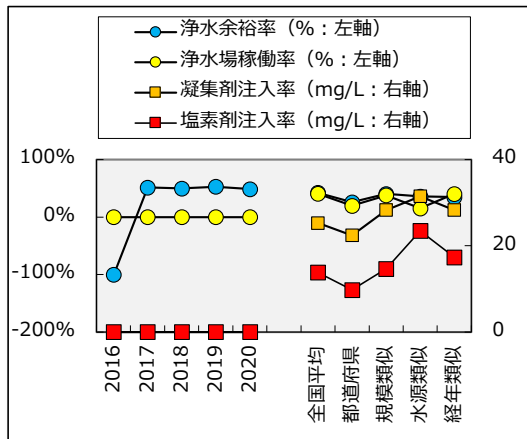 浄水余裕率（%：左軸）
浄水場稼働率（%：左軸）
凝集剤注入率（mg/L：右軸）
塩素剤注入率（mg/L：右軸）
100%
0%
-100%
-200%
40
20
0
2016
2017
2018
2019
2020
全国平均
都道府県
規模類似
水源類似
経年類似